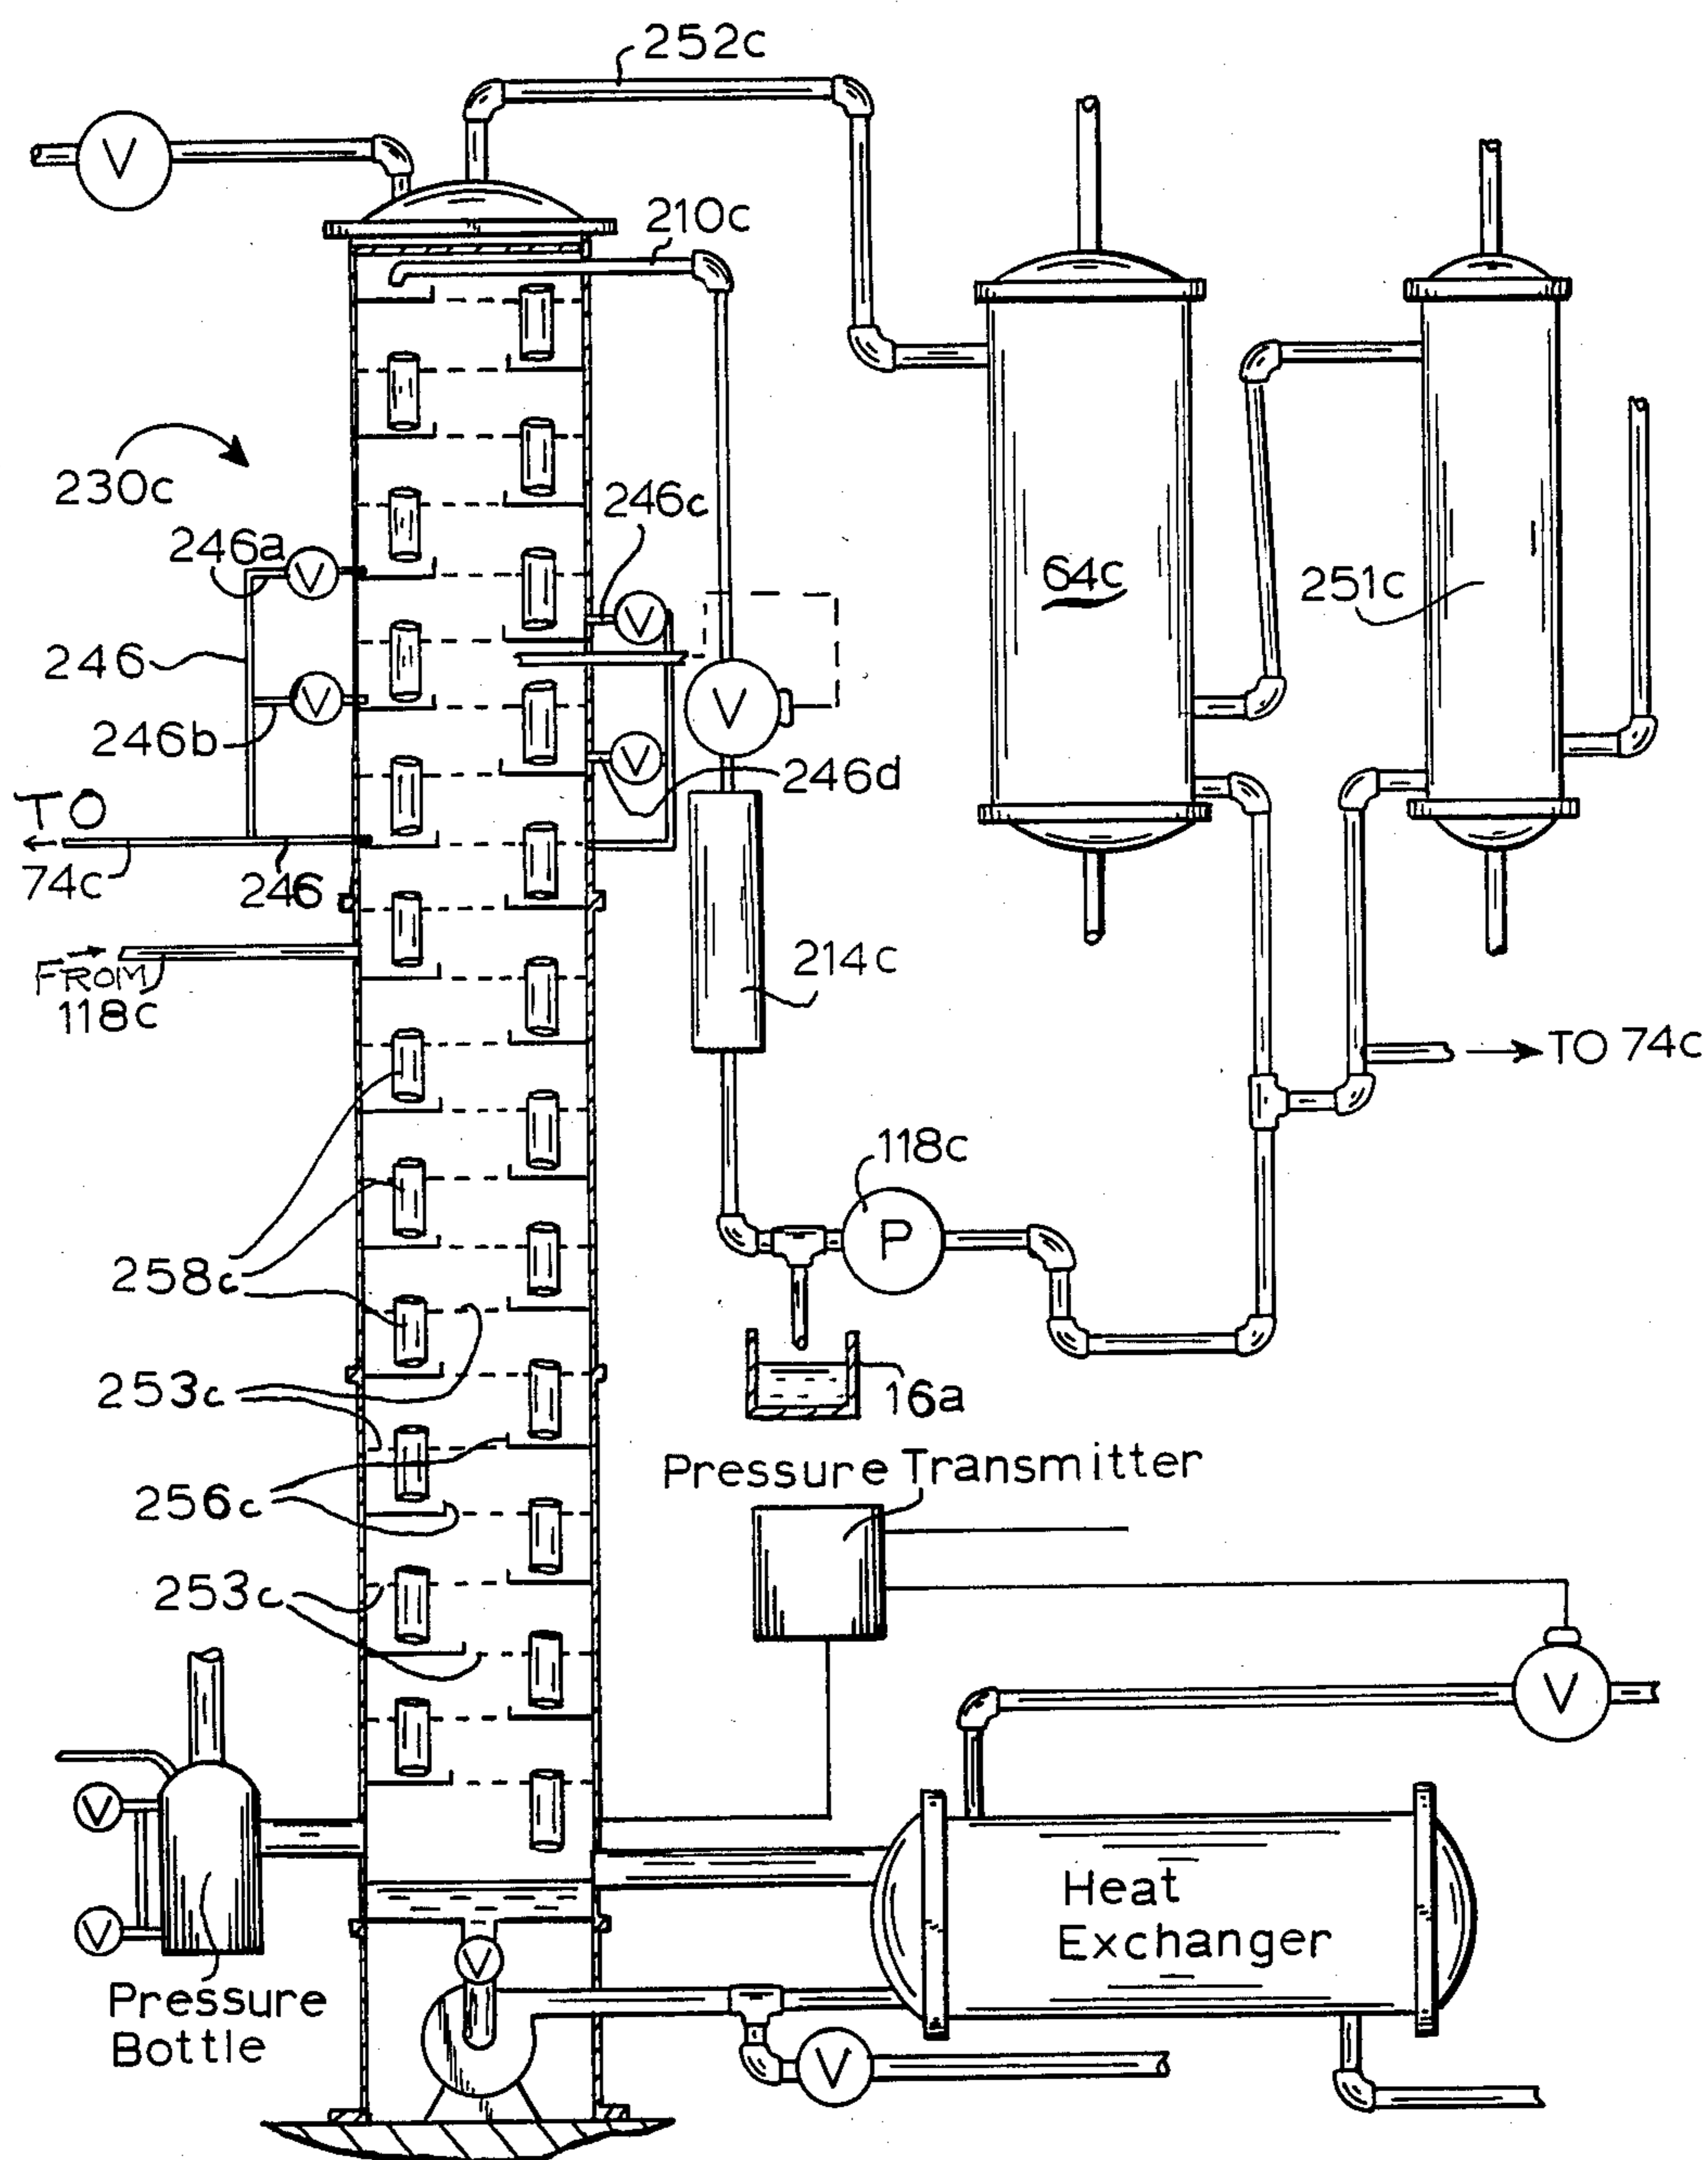 252c
V
210c
230c
246a
V
246c
V
64c
251c
246
V
246b
V
V
246d
TO
74c
246
214c
FROM
118c
TO 74c
118c
P
258c
253c
16a
Pressure Transmitter
256c
253c
V
V
Heat
Exchanger
V
V
Pressure
Bottle
V